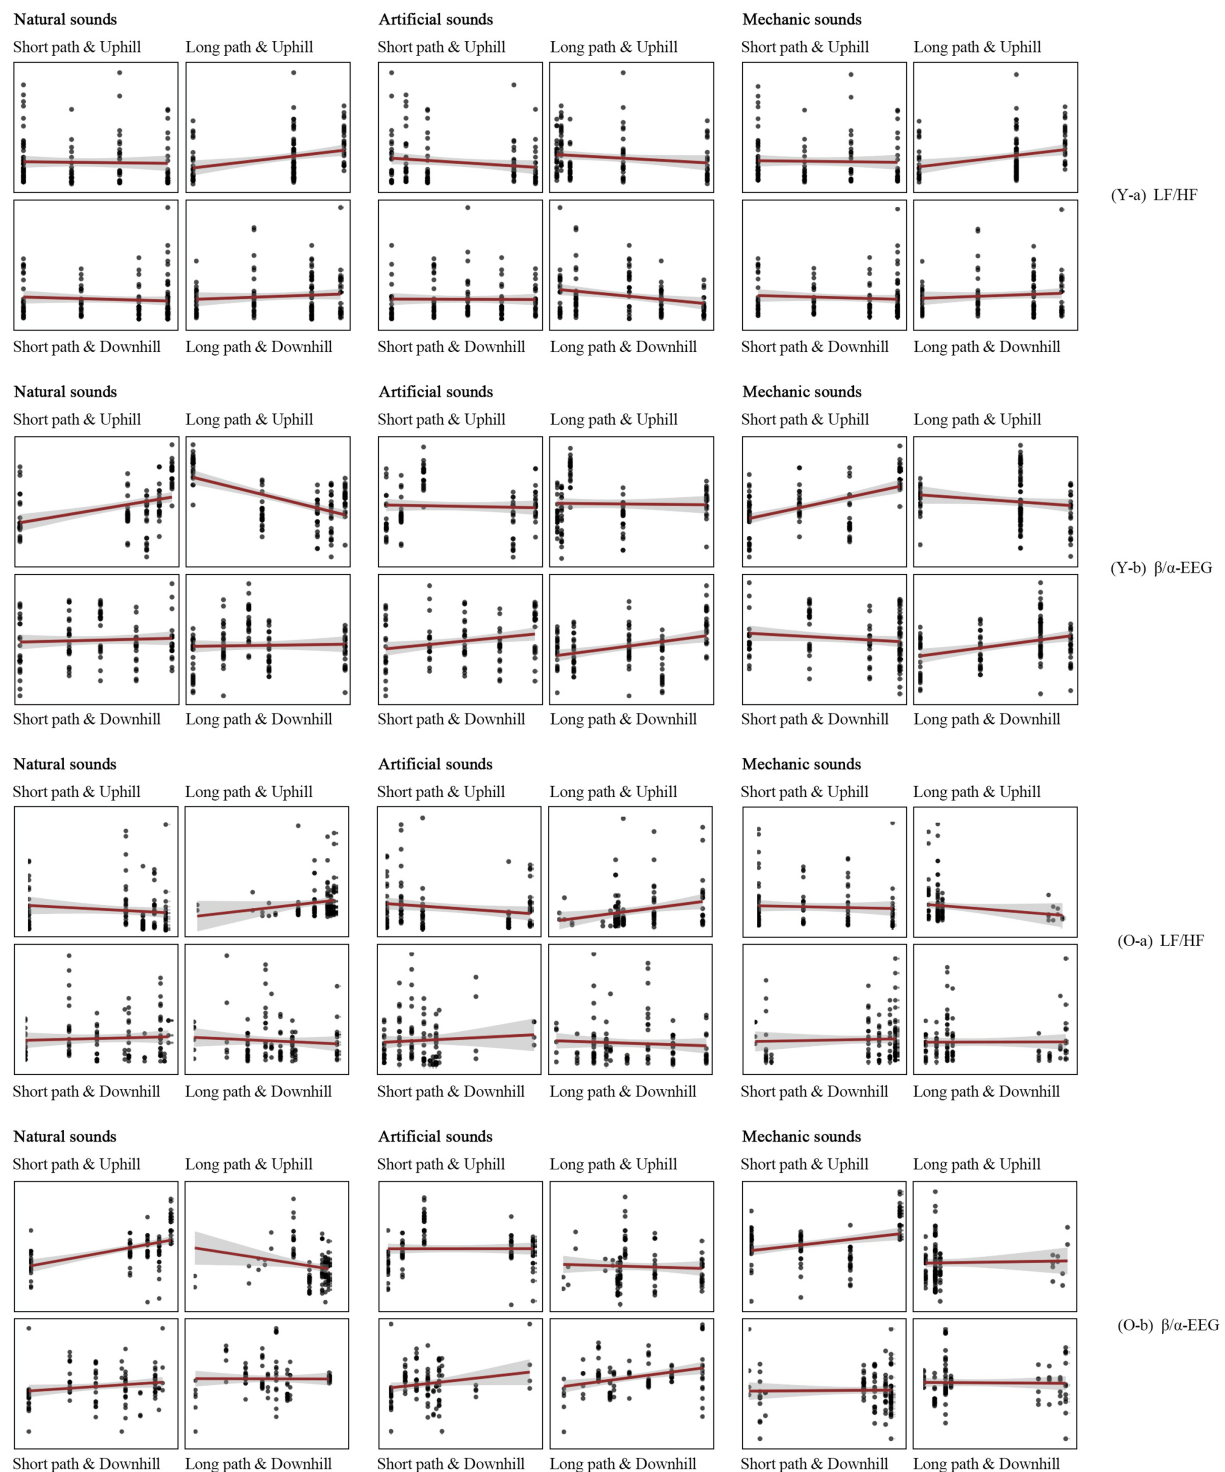 Natural sounds Artificial sounds Mechanic sounds
Short path & Uphill Long path & Uphill Short path & Uphill Long path & Uphill Short path & Uphill Long path & Uphill
(Y-a) LF/HF
Short path & Downhill Long path & Downhill Short path & Downhill Long path & Downhill Short path & Downhill Long path & Downhill
Natural sounds Artificial sounds Mechanic sounds
Short path & Uphill Long path & Uphill Short path & Uphill Long path & Uphill Short path & Uphill Long path & Uphill
(Y-b) β/α-EEG
Short path & Downhill Long path & Downhill Short path & Downhill Long path & Downhill Short path & Downhill Long path & Downhill
Natural sounds Artificial sounds Mechanic sounds
Short path & Uphill Long path & Uphill Short path & Uphill Long path & Uphill Short path & Uphill Long path & Uphill
(O-a) LF/HF
Short path & Downhill Long path & Downhill Short path & Downhill Long path & Downhill Short path & Downhill Long path & Downhill
Natural sounds Artificial sounds Mechanic sounds
Short path & Uphill Long path & Uphill Short path & Uphill Long path & Uphill Short path & Uphill Long path & Uphill
(O-b) β/α-EEG
Short path & Downhill Long path & Downhill Short path & Downhill Long path & Downhill Short path & Downhill Long path & Downhill